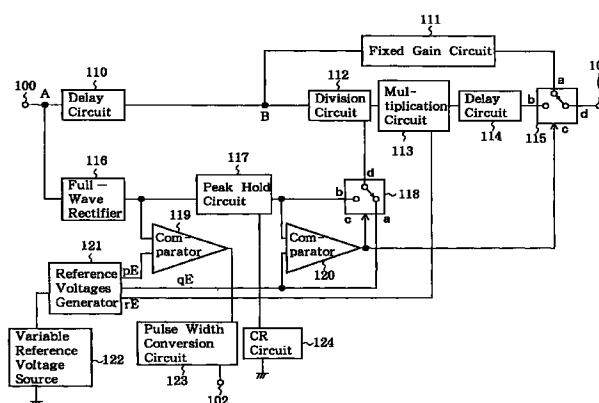 111
Fixed Gain Circuit
100
A
110
Delay
Circuit
B
112
Division
Circuit
Mul-
tiplication
Circuit
113
Delay
Circuit
114
a
b
115
c
d
10
116
Full-
Wave Rectifier
117
Peak Hold
Circuit
d
b
c
a
118
119
Com-
parator
Com-
parator
120
121
Reference
Voltages
Generator
pE
qE
rE
Variable
Reference
Voltage
Source
122
Pulse Width
Conversion
Circuit
123
102
CR
Circuit
124